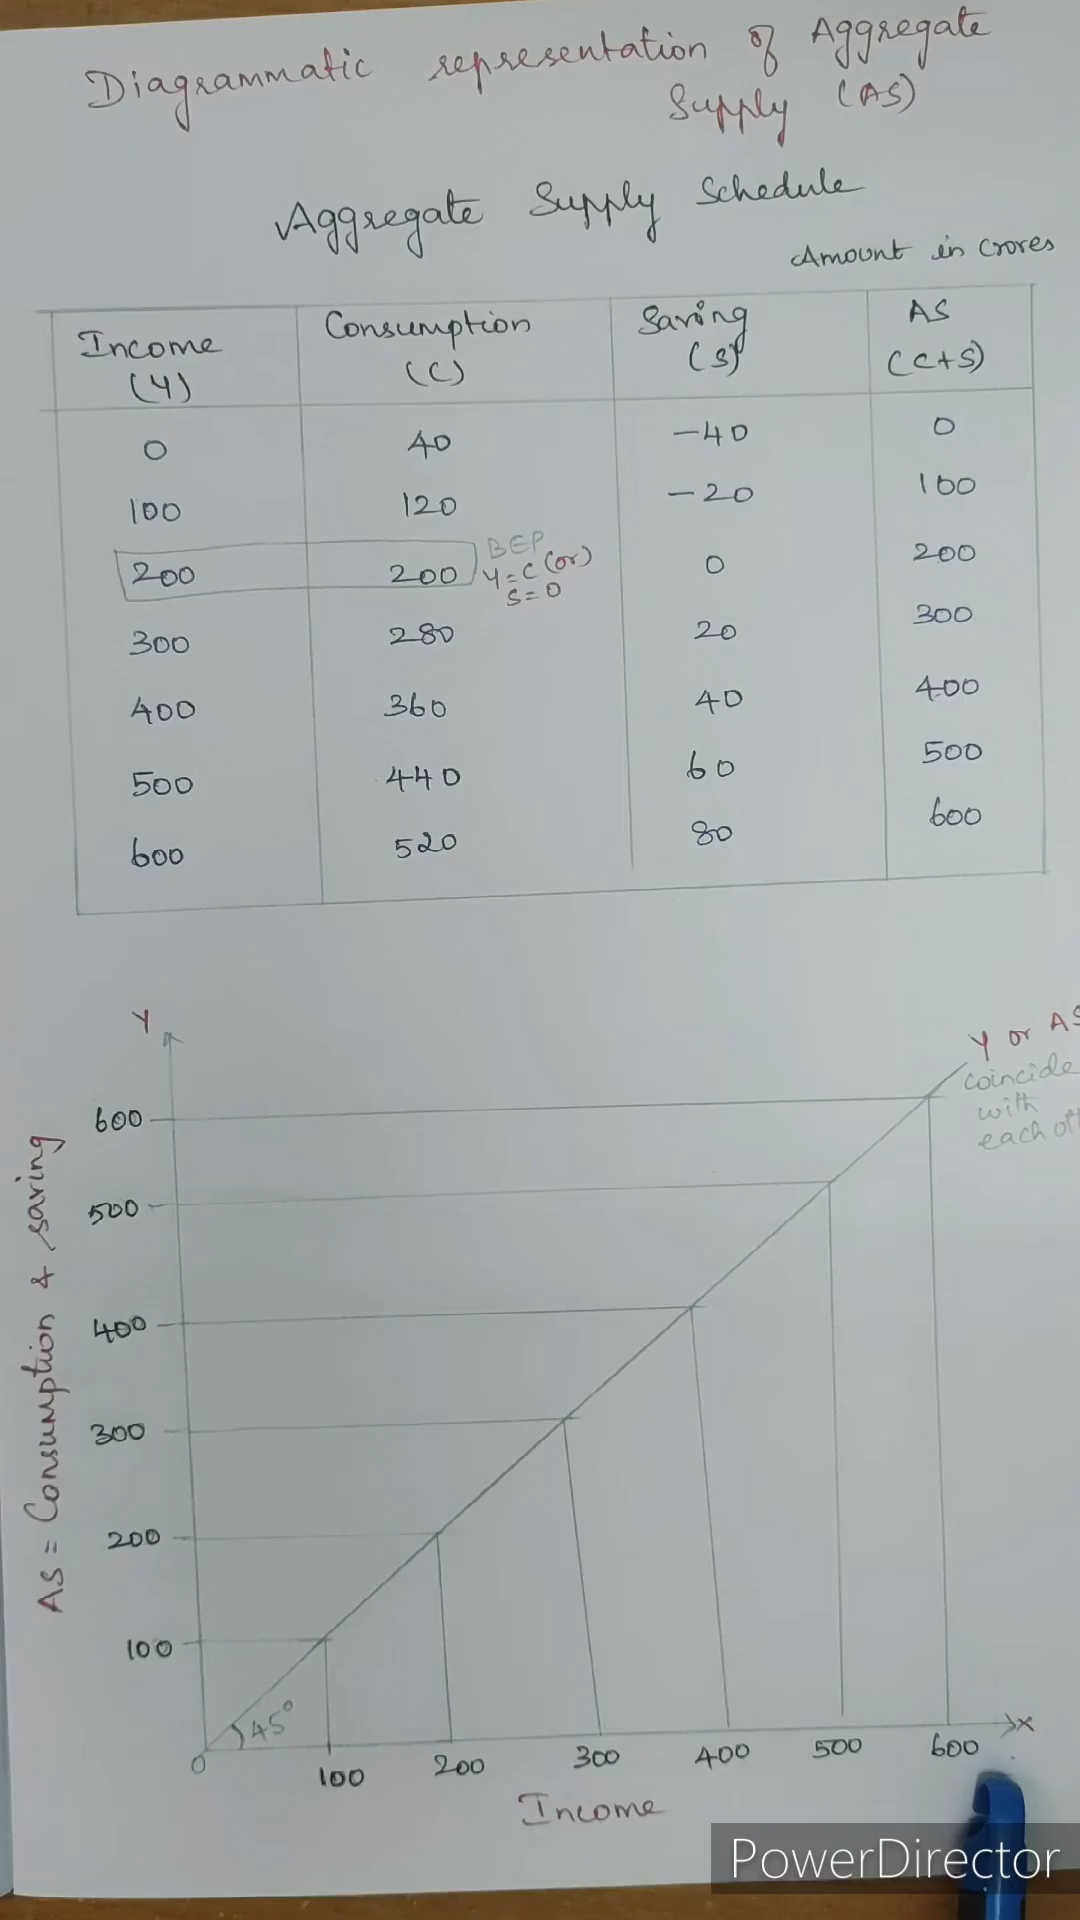 Diagrammatic representation of Aggregate
Supply (AS)
Aggregate Supply Schedule
Amount in Crores
Income (Y) Consumption (C) Saving (S) AS (C+S)
0 40 -40 0
100 120 -20 100
200 200 BEP Y=C (or) S=0 0 200
300 280 20 300
400 360 40 400
500 440 60 500
600 520 80 600
Y
Y or AS
coincide
with
each
600
500
400
300
200
100
AS = Consumption & saving
45°
0 100 200 300 400 500 600 X
Income
PowerDirector